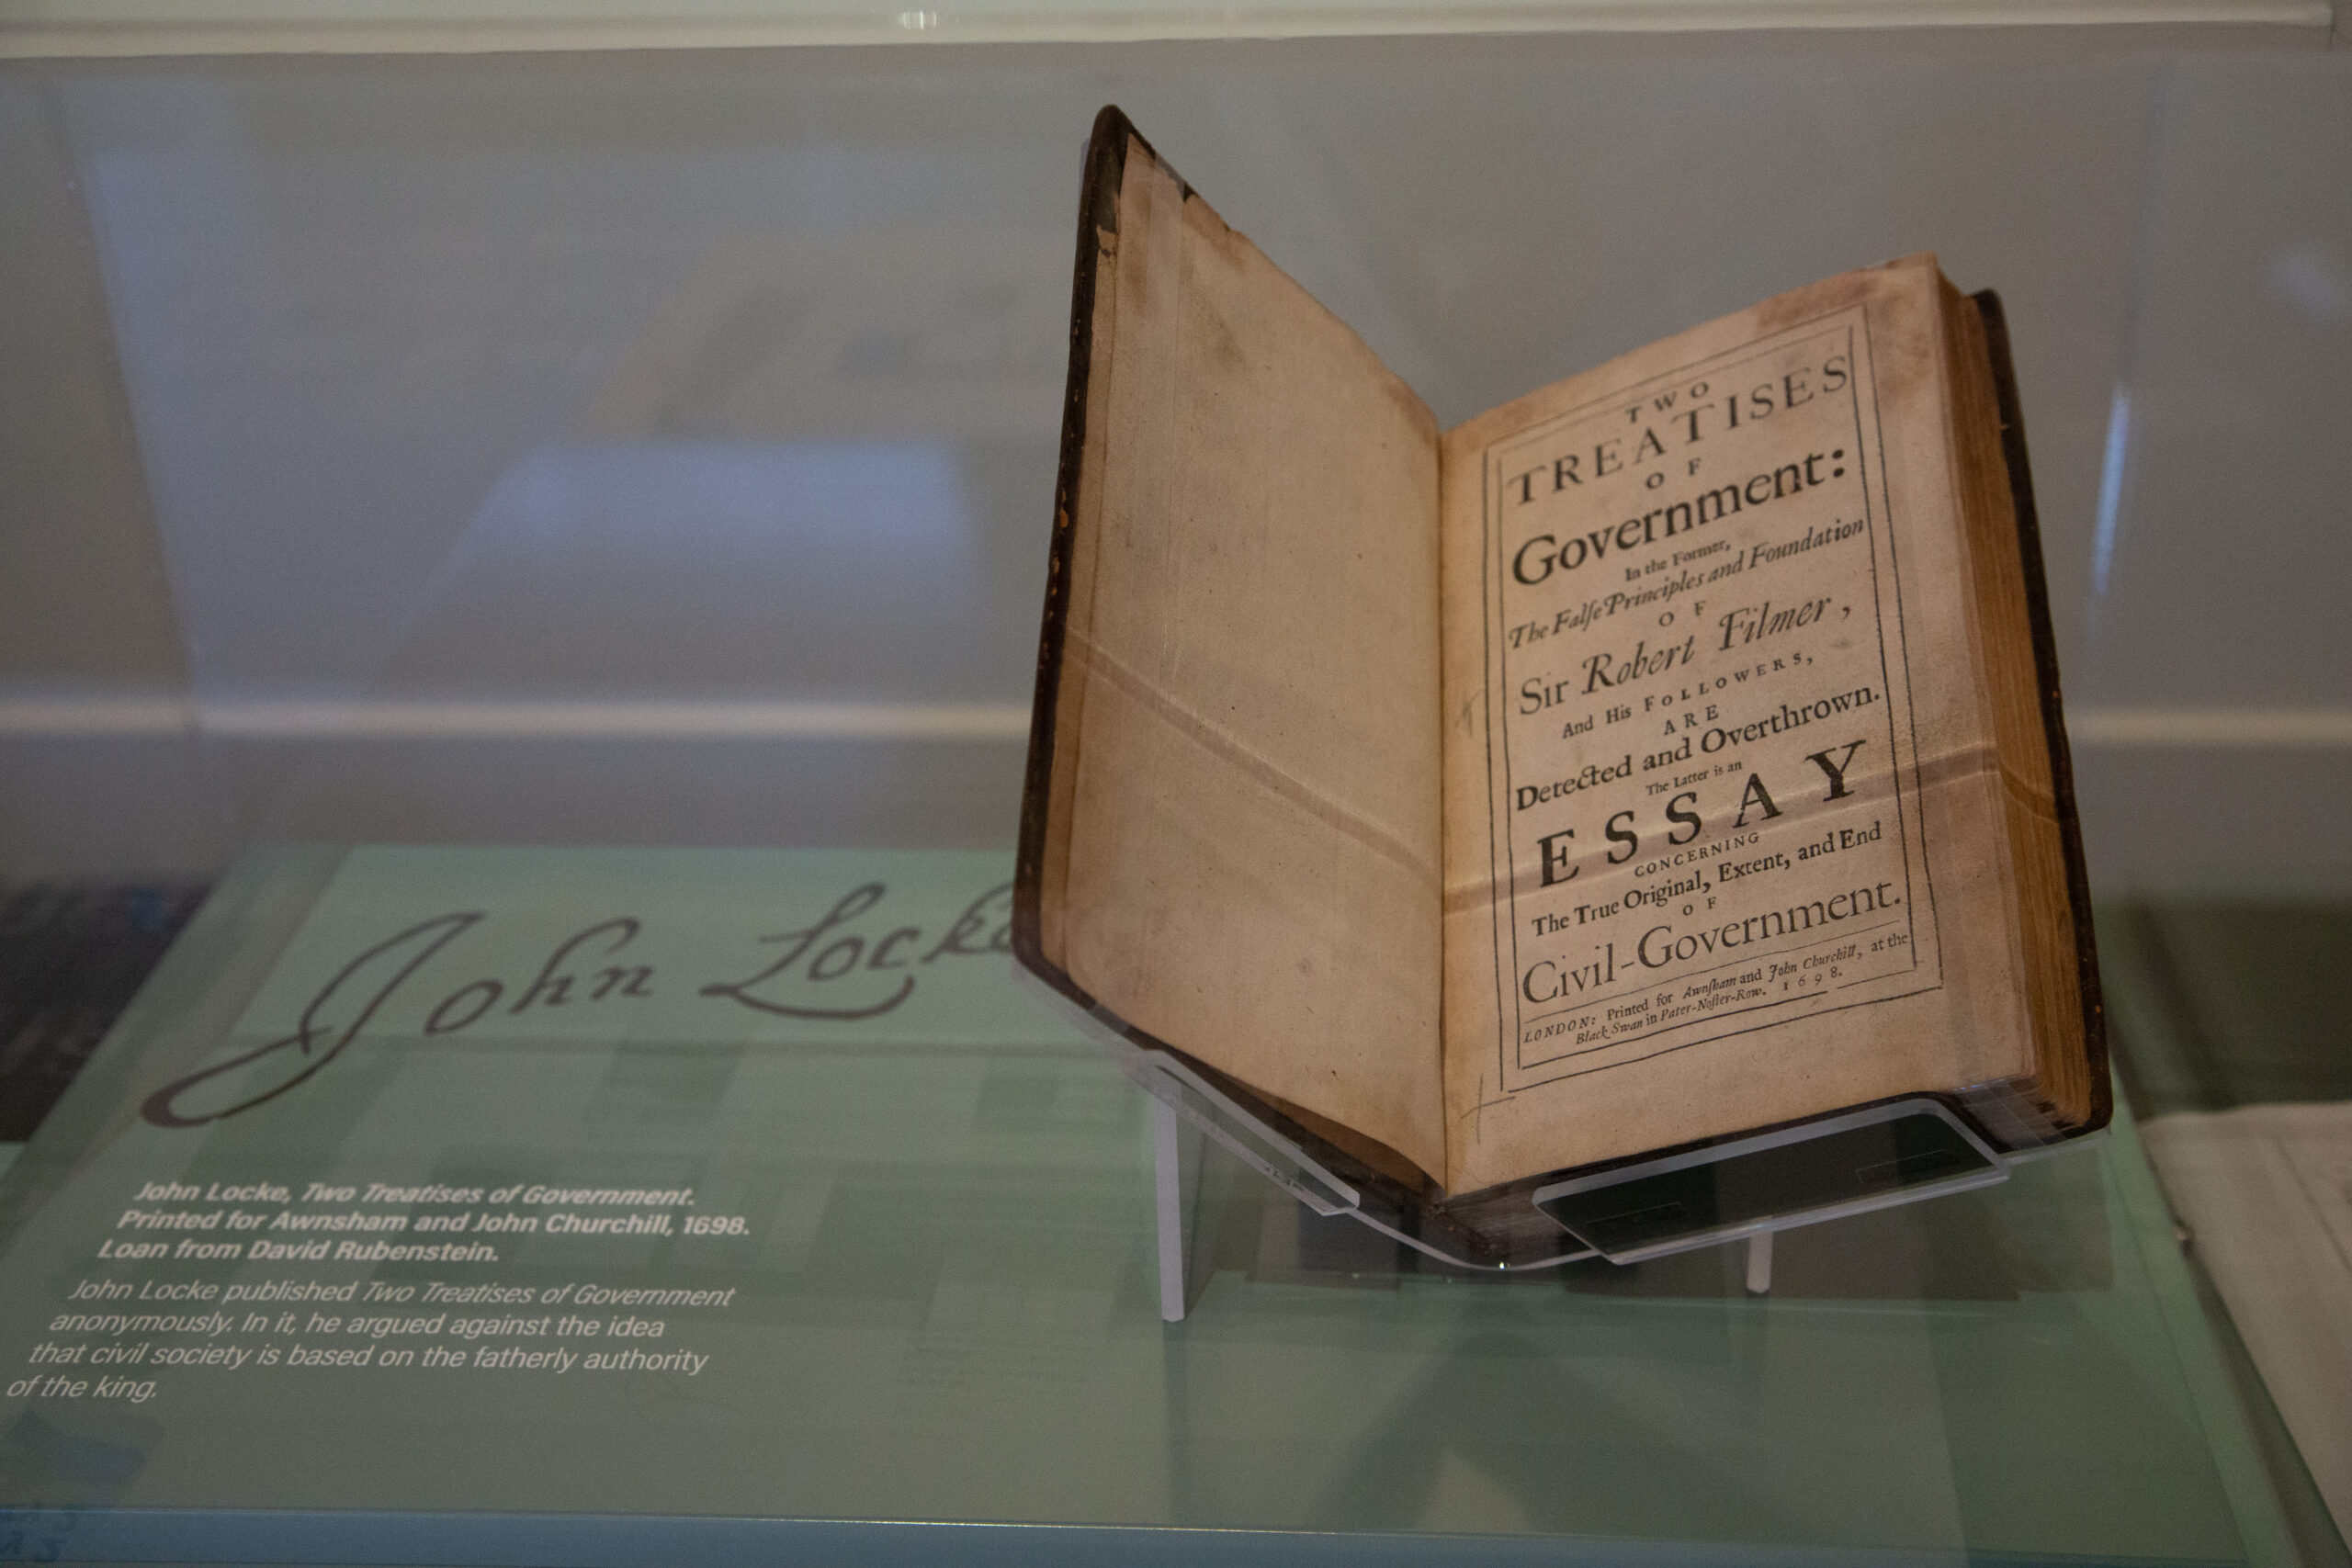 TWO
TREATISES
OF
Government:
In the Former,
The Falſe Principles and Foundation
OF
Sir Robert Filmer,
And His FOLLOWERS,
ARE
Detected and Overthrown.
The Latter is an
ESSAY
CONCERNING
The True Original, Extent, and End
OF
Civil-Government.
LONDON: Printed for Awnſham and John Churchill, at the
Black Swan in Pater-Noſter-Row. 1698.
John Locke
John Locke, Two Treatises of Government.
Printed for Awnsham and John Churchill, 1698.
Loan from David Rubenstein.
John Locke published Two Treatises of Government
anonymously. In it, he argued against the idea
that civil society is based on the fatherly authority
of the king.